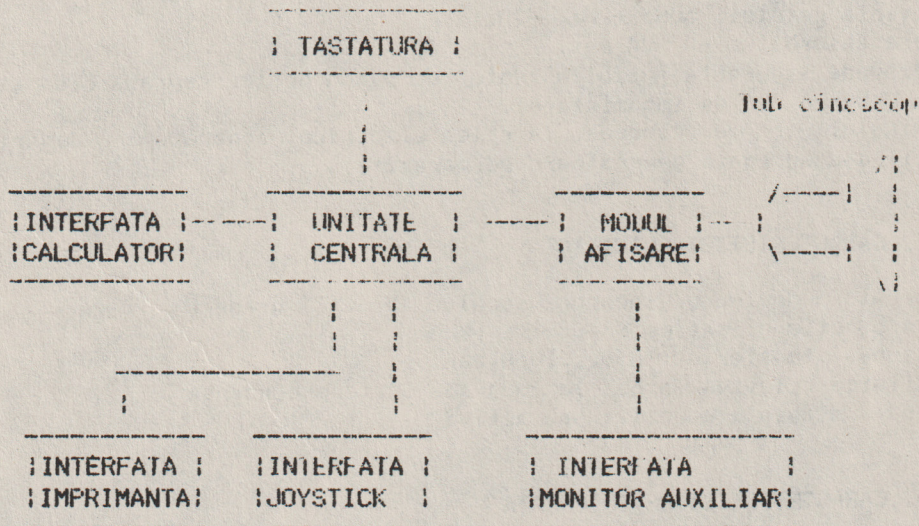 TASTATURA
Tub cinescop
INTERFATA UNITATE MODUL
CALCULATOR CENTRALA AFISARE
INTERFATA INTERFATA INTERFATA
IMPRIMANTA JOYSTICK MONITOR AUXILIAR